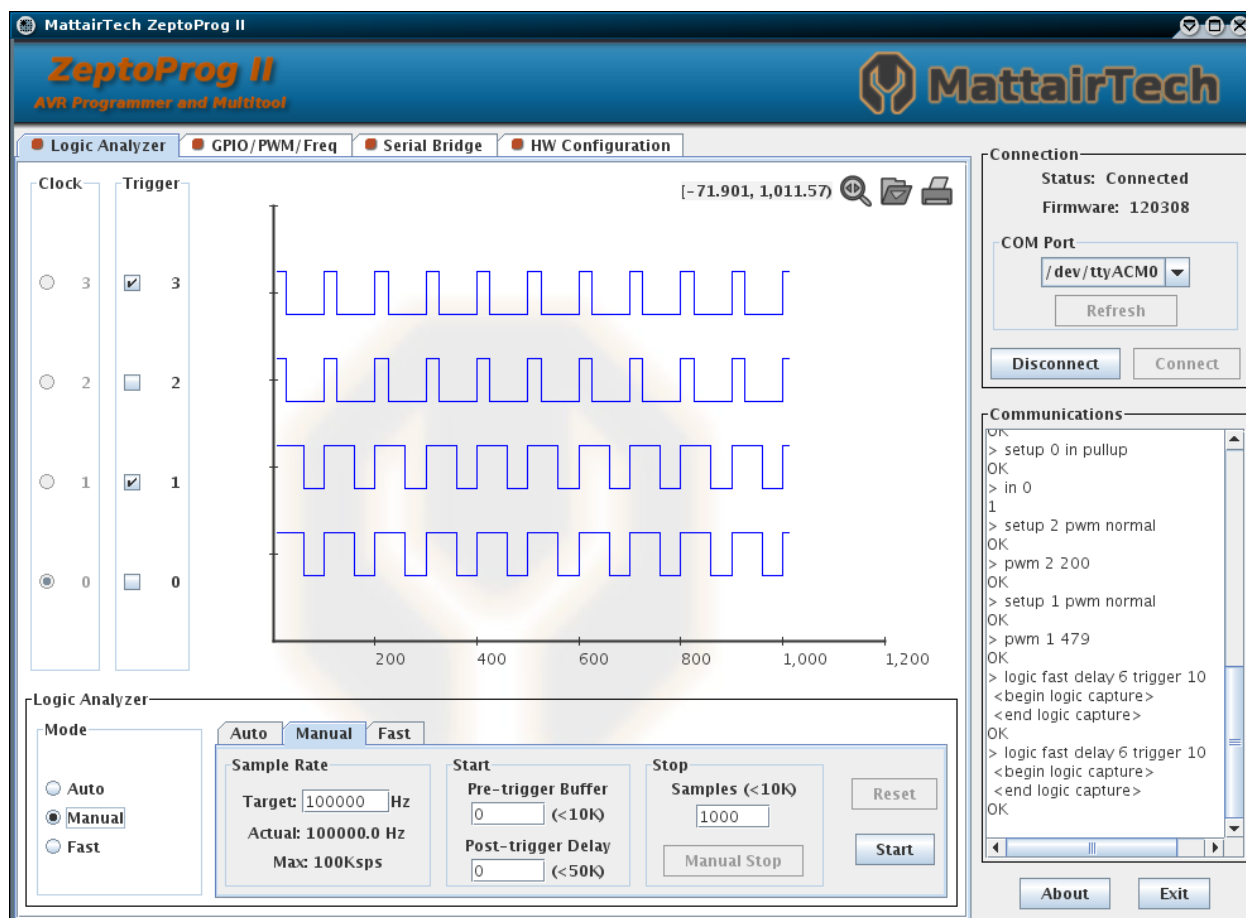 MattairTech ZeptoProg II
ZeptoProg II
AVR Programmer and Multitool
MattairTech
Logic Analyzer
GPIO/PWM/Freq
Serial Bridge
HW Configuration
Clock
Trigger
[-71.901, 1,011.57)
3 3
2 2
1 1
0 0
200 400 600 800 1,000 1,200
Logic Analyzer
Mode
Auto
Manual
Fast
Auto Manual Fast
Sample Rate
Target: 100000 Hz
Actual: 100000.0 Hz
Max: 100Ksps
Start
Pre-trigger Buffer
0 (<10K)
Post-trigger Delay
0 (<50K)
Stop
Samples (<10K)
1000
Manual Stop
Reset
Start
Connection
Status: Connected
Firmware: 120308
COM Port
/dev/ttyACM0
Refresh
Disconnect
Connect
Communications
OK
> setup 0 in pullup
OK
> in 0
1
> setup 2 pwm normal
OK
> pwm 2 200
OK
> setup 1 pwm normal
OK
> pwm 1 479
OK
> logic fast delay 6 trigger 10
<begin logic capture>
<end logic capture>
OK
> logic fast delay 6 trigger 10
<begin logic capture>
<end logic capture>
OK
About
Exit